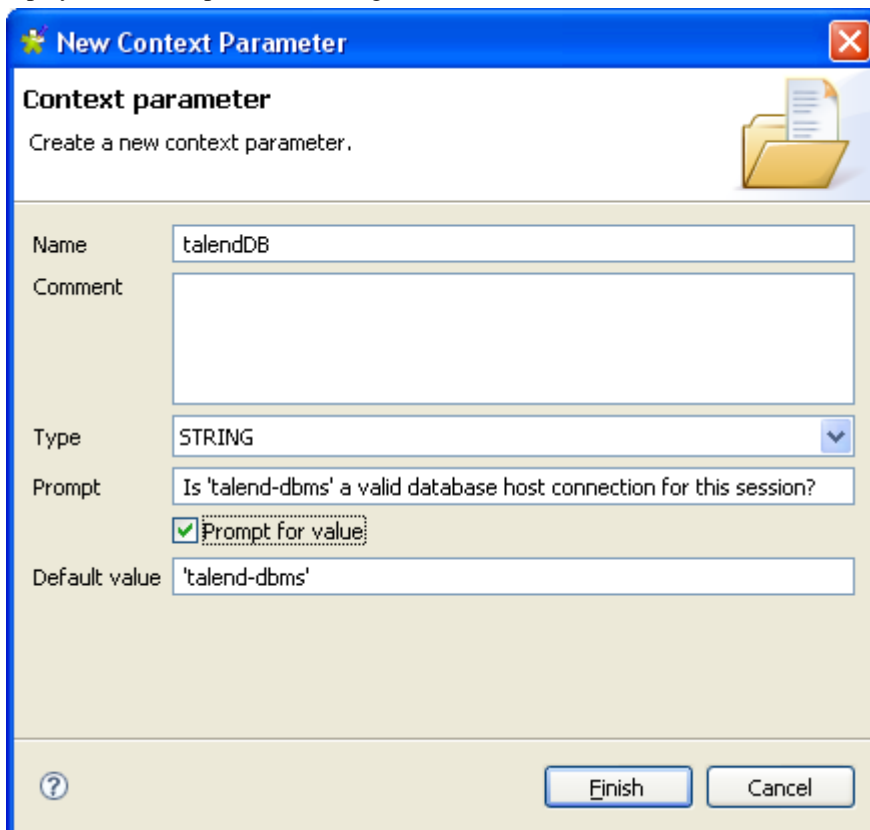 New Context Parameter
Context parameter
Create a new context parameter.
Name talendDB
Comment
Type STRING
Prompt Is 'talend-dbms' a valid database host connection for this session?
Prompt for value
Default value 'talend-dbms'
?
Finish Cancel